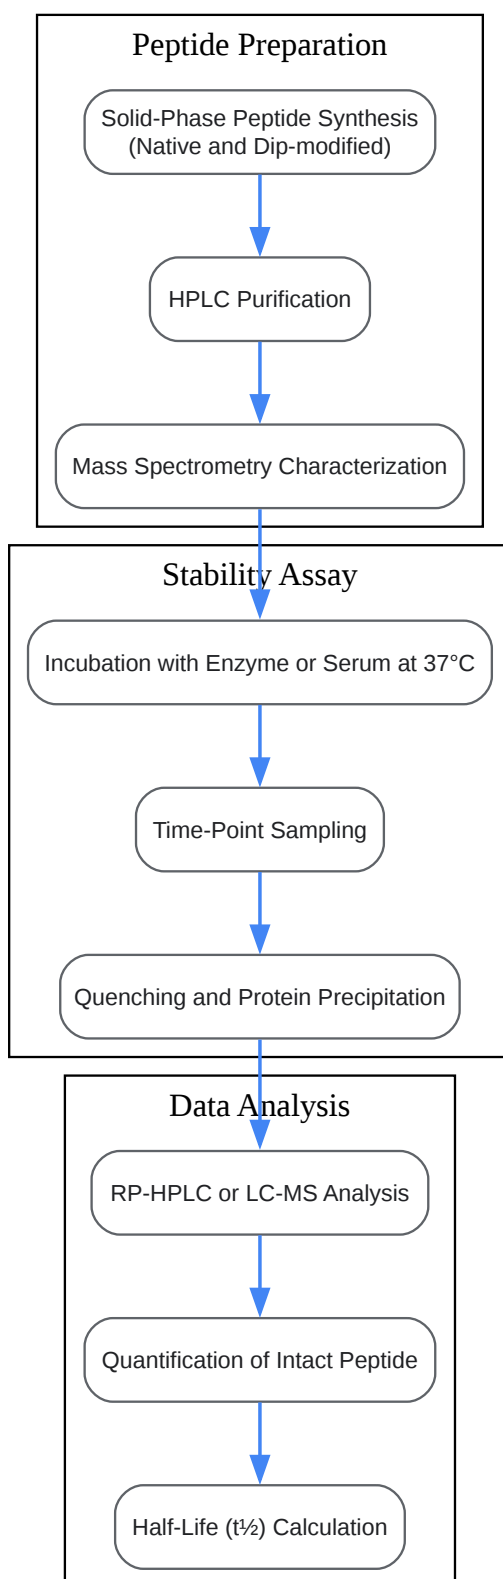 Peptide Preparation
Solid-Phase Peptide Synthesis
(Native and Dip-modified)
HPLC Purification
Mass Spectrometry Characterization
Stability Assay
Incubation with Enzyme or Serum at 37°C
Time-Point Sampling
Quenching and Protein Precipitation
Data Analysis
RP-HPLC or LC-MS Analysis
Quantification of Intact Peptide
Half-Life (t½) Calculation